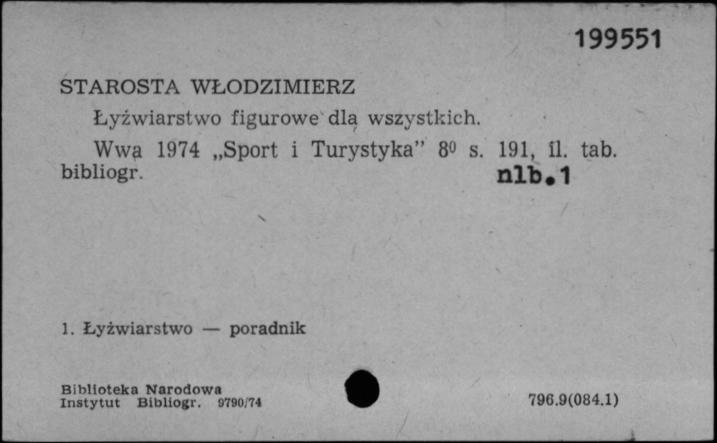 199551
STAROSTA WŁODZIMIERZ
Łyżwiarstwo figurowe dla wszystkich.
Wwa 1974 „Sport i Turystyka” 8⁰ s. 191, il. tab.
bibliogr. nlb.1
1. Łyżwiarstwo — poradnik
Biblioteka Narodowa
Instytut Bibliogr. 9790/74
796.9(084.1)